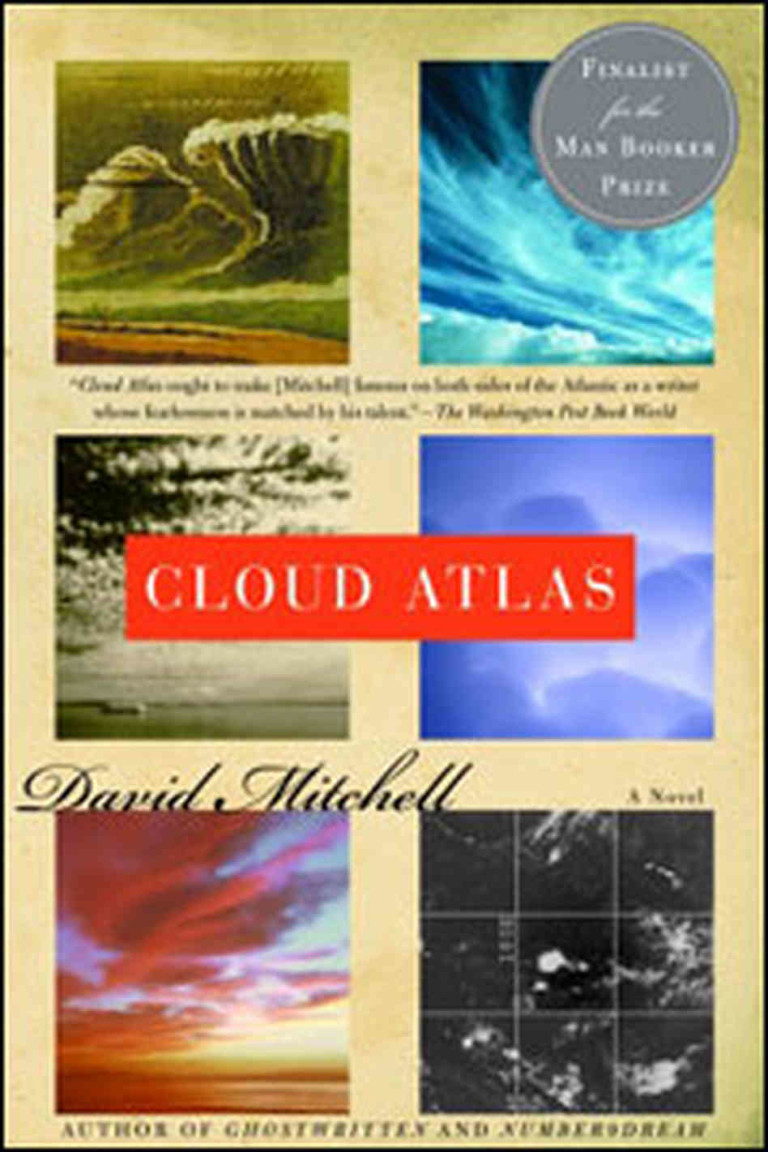 FINALIST
for the
MAN BOOKER
PRIZE
"Cloud Atlas ought to make [Mitchell] famous on both sides of the Atlantic as a writer
whose fearlessness is matched by his talent." —The Washington Post Book World
CLOUD ATLAS
David Mitchell
A Novel
AUTHOR OF GHOSTWRITTEN AND NUMBER9DREAM